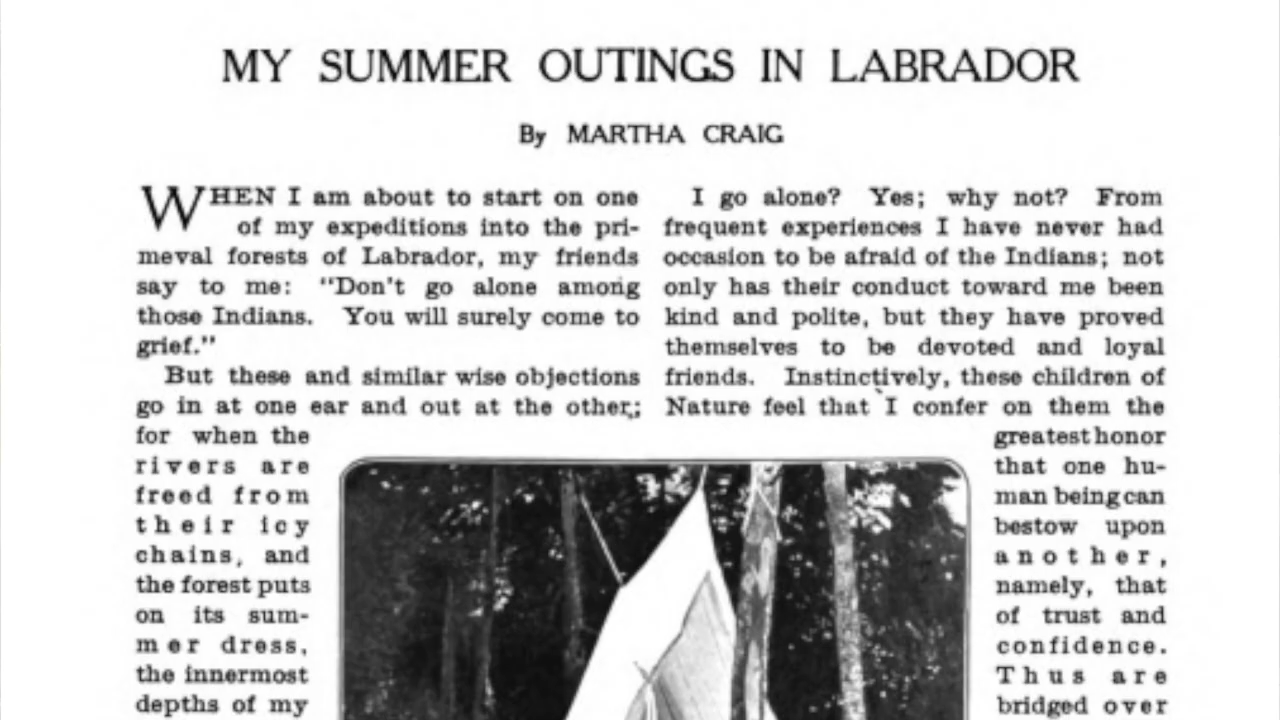 MY SUMMER OUTINGS IN LABRADOR
By MARTHA CRAIG
WHEN I am about to start on one
of my expeditions into the pri-
meval forests of Labrador, my friends
say to me: "Don't go alone among
those Indians. You will surely come to
grief."
But these and similar wise objections
go in at one ear and out at the other;
for when the
rivers are
freed from
their icy
chains, and
the forest puts
on its sum-
mer dress,
the innermost
depths of my
I go alone? Yes; why not? From
frequent experiences I have never had
occasion to be afraid of the Indians; not
only has their conduct toward me been
kind and polite, but they have proved
themselves to be devoted and loyal
friends. Instinctively, these children of
Nature feel that I confer on them the
greatest honor
that one hu-
man being can
bestow upon
another,
namely, that
of trust and
confidence.
Thus are
bridged over